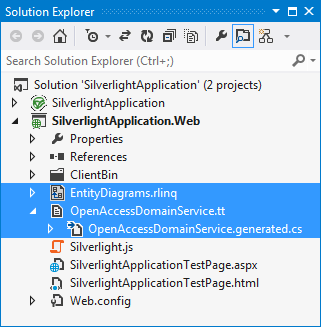 Solution Explorer
Search Solution Explorer (Ctrl+;)
Solution 'SilverlightApplication' (2 projects)
SilverlightApplication
SilverlightApplication.Web
Properties
References
ClientBin
EntityDiagrams.rlinq
OpenAccessDomainService.tt
OpenAccessDomainService.generated.cs
Silverlight.js
SilverlightApplicationTestPage.aspx
SilverlightApplicationTestPage.html
Web.config